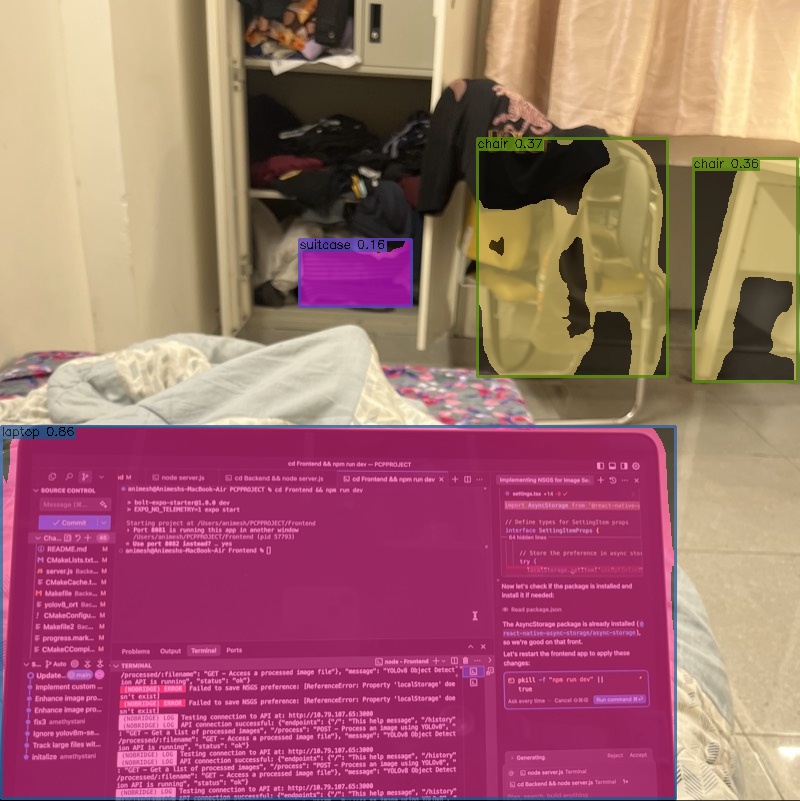 chair 0.37
chair 0.36
suitcase 0.16
laptop 0.86
cd Frontend && npm run dev — PCPPROJECT
SOURCE CONTROL
Message (⌘
Commit
Cha... 46
README.md M
CMakeLists.txt... M
server.js Backe... M
CMakeCache.t... M
Makefile Backe... M
yolov8_ort Bac... M
CMakeConfigu... M
Makefile2 Back... M
progress.mark... M
CMakeCCompi... M
S... Auto
Update... main
Implement custom ...
Enhance image pro...
Enhance image pro...
fix3 amethystani
Ignore yolov8m-se...
Track large files wit...
initalize amethystani
M node server.js cd Backend && node server.js cd Frontend && npm run dev
animesh@Animeshs-MacBook-Air PCPPROJECT % cd Frontend && npm run dev
> bolt-expo-starter@1.0.0 dev
> EXPO_NO_TELEMETRY=1 expo start
Starting project at /Users/animesh/PCPPROJECT/Frontend
› Port 8081 is running this app in another window
/Users/animesh/PCPPROJECT/Frontend (pid 57793)
✔ Use port 8082 instead? … yes
animesh@Animeshs-MacBook-Air Frontend %
Problems Output Terminal Ports
TERMINAL node - Frontend
/processed/:filename": "GET – Access a processed image file"}, "message": "YOLOv8 Object Detect
ion API is running", "status": "ok"}
(NOBRIDGE) ERROR Failed to save NSGS preference: [ReferenceError: Property 'localStorage' doe
sn't exist]
(NOBRIDGE) ERROR Failed to save NSGS preference: [ReferenceError: Property 'localStorage' doe
sn't exist]
(NOBRIDGE) LOG Testing connection to API at: http://10.79.107.65:3000
(NOBRIDGE) LOG API connection successful: {"endpoints": {"/": "This help message", "/history"
: "GET – Get a list of processed images", "/process": "POST – Process an image using YOLOv8", "
/processed/:filename": "GET – Access a processed image file"}, "message": "YOLOv8 Object Detect
ion API is running", "status": "ok"}
(NOBRIDGE) LOG Testing connection to API at: http://10.79.107.65:3000
(NOBRIDGE) LOG API connection successful: {"endpoints": {"/": "This help message", "/history"
: "GET – Get a list of processed images", "/process": "POST – Process an image using YOLOv8", "
/processed/:filename": "GET – Access a processed image file"}, "message": "YOLOv8 Object Detect
ion API is running", "status": "ok"}
(NOBRIDGE) LOG Testing connection to API at: http://10.79.107.65:3000
(NOBRIDGE) LOG API connection successful: {"endpoints": {"/": "This help message", "/history"
Implementing NSGS for Image Se
settings.tsx +14
import AsyncStorage from '@react-native-
// Define types for SettingItem props
interface SettingItemProps {
64 hidden lines
// Store the preference in async stor
try {
Now let's check if the package is installed and
install it if needed:
Read package.json
The AsyncStorage package is already installed (@
react-native-async-storage/async-storage),
so we're good on that front.
Let's restart the frontend app to apply these
changes:
pkill -f "npm run dev" ||
true
Ask every time Cancel Run command
Generating Reject Accept
node server.js Terminal
cd Backend && node server.js Terminal